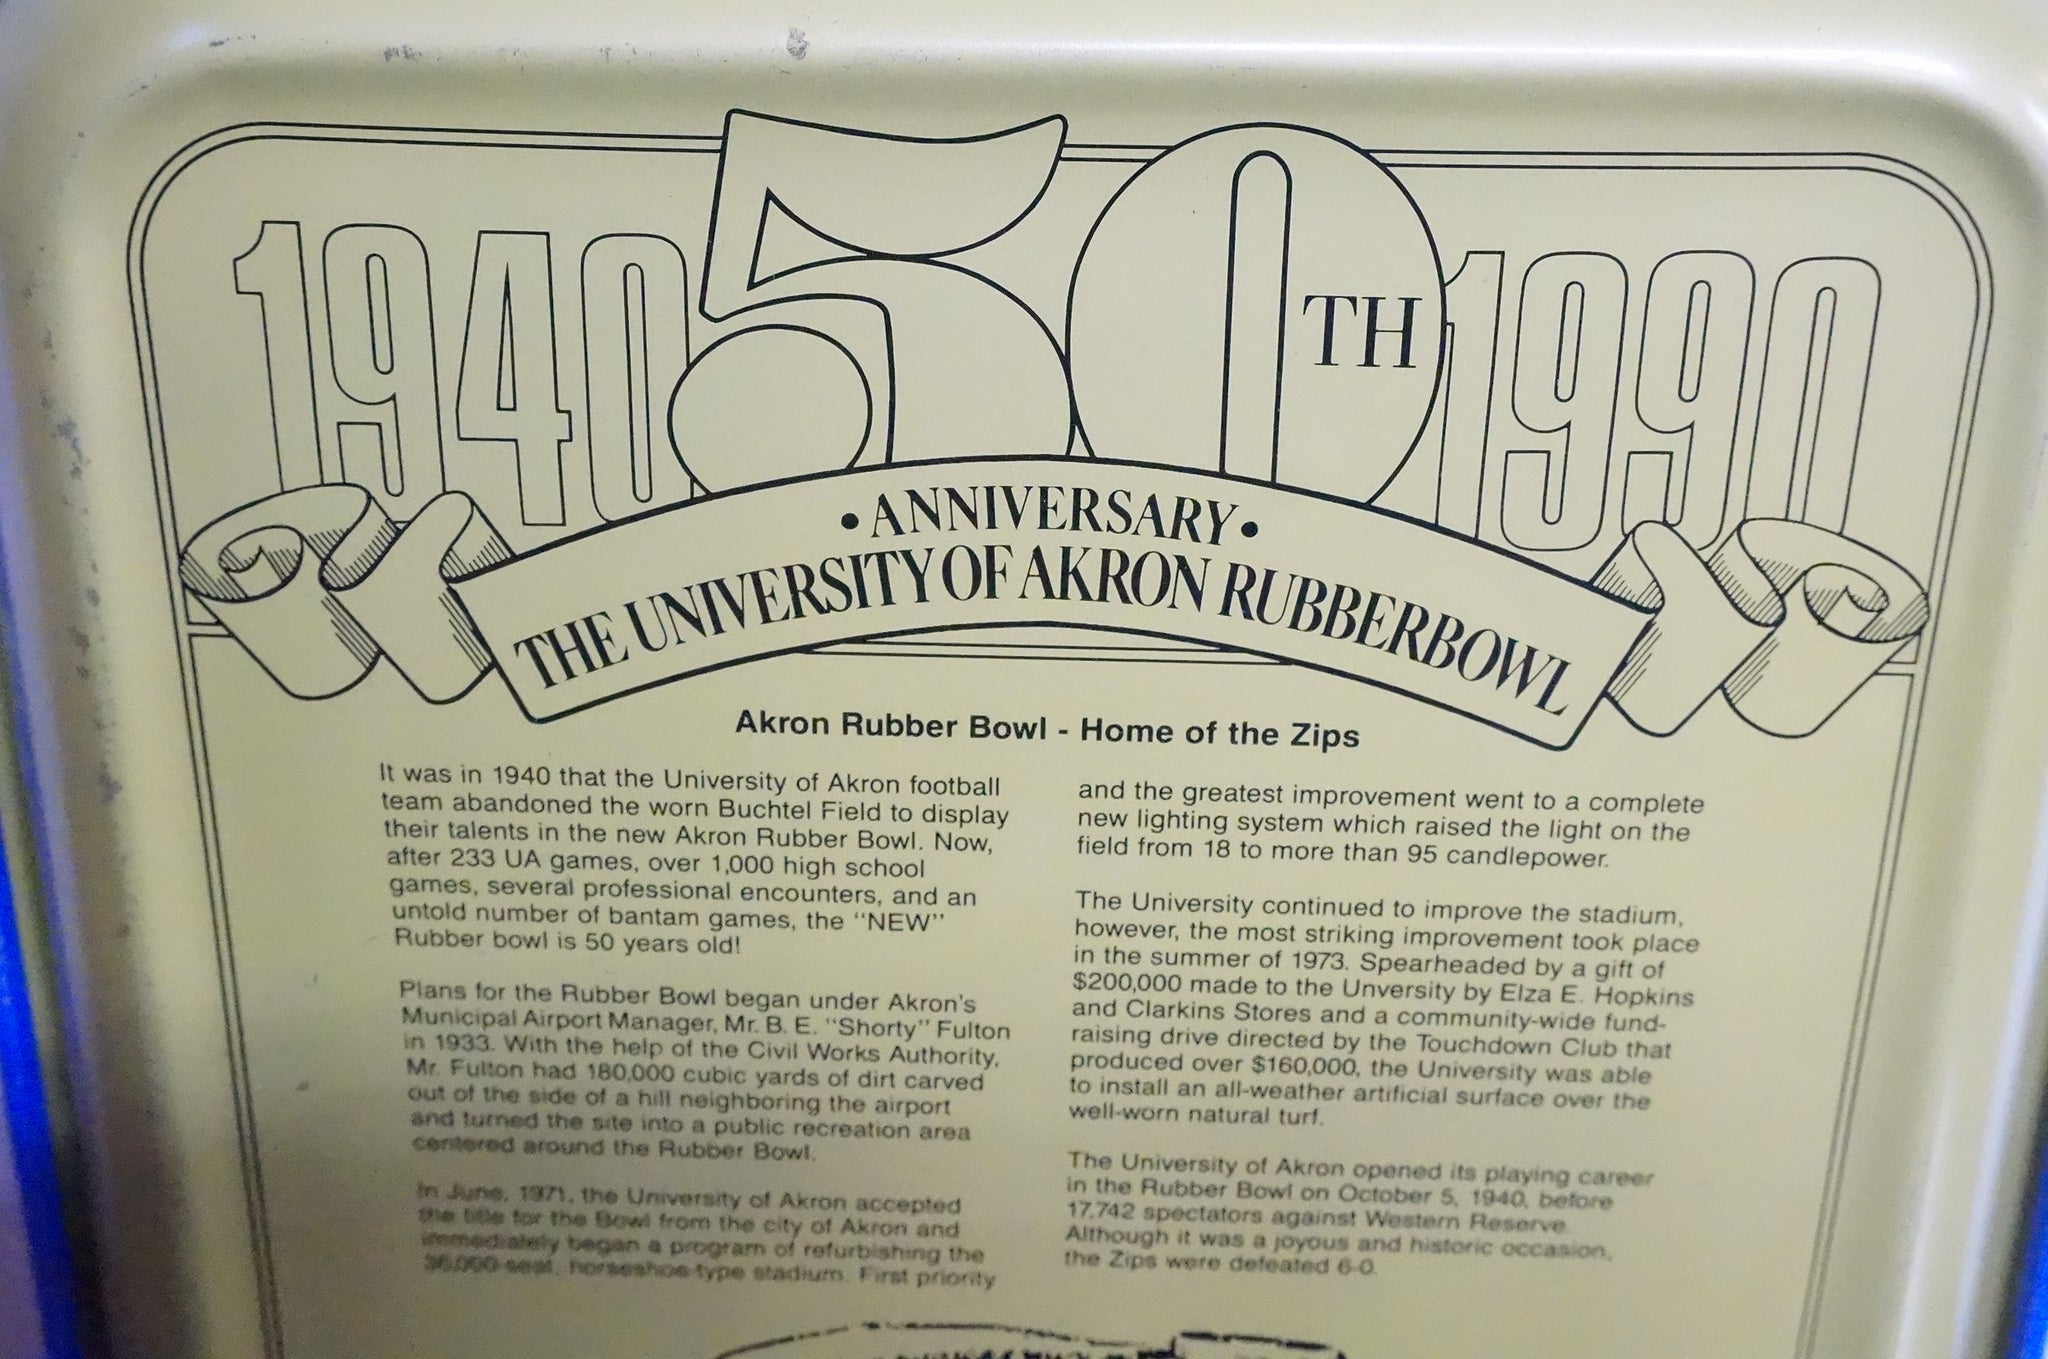 1940 50TH 1990
• ANNIVERSARY •
THE UNIVERSITY OF AKRON RUBBERBOWL
Akron Rubber Bowl - Home of the Zips
It was in 1940 that the University of Akron football
team abandoned the worn Buchtel Field to display
their talents in the new Akron Rubber Bowl. Now,
after 233 UA games, over 1,000 high school
games, several professional encounters, and an
untold number of bantam games, the "NEW"
Rubber bowl is 50 years old!
Plans for the Rubber Bowl began under Akron's
Municipal Airport Manager, Mr. B. E. "Shorty" Fulton
in 1933. With the help of the Civil Works Authority,
Mr. Fulton had 180,000 cubic yards of dirt carved
out of the side of a hill neighboring the airport
and turned the site into a public recreation area
centered around the Rubber Bowl.
In June, 1971, the University of Akron accepted
the title for the Bowl from the city of Akron and
immediately began a program of refurbishing the
36,000-seat, horseshoe-type stadium. First priority
and the greatest improvement went to a complete
new lighting system which raised the light on the
field from 18 to more than 95 candlepower.
The University continued to improve the stadium,
however, the most striking improvement took place
in the summer of 1973. Spearheaded by a gift of
$200,000 made to the Unversity by Elza E. Hopkins
and Clarkins Stores and a community-wide fund-
raising drive directed by the Touchdown Club that
produced over $160,000, the University was able
to install an all-weather artificial surface over the
well-worn natural turf.
The University of Akron opened its playing career
in the Rubber Bowl on October 5, 1940, before
17,742 spectators against Western Reserve.
Although it was a joyous and historic occasion,
the Zips were defeated 6-0.